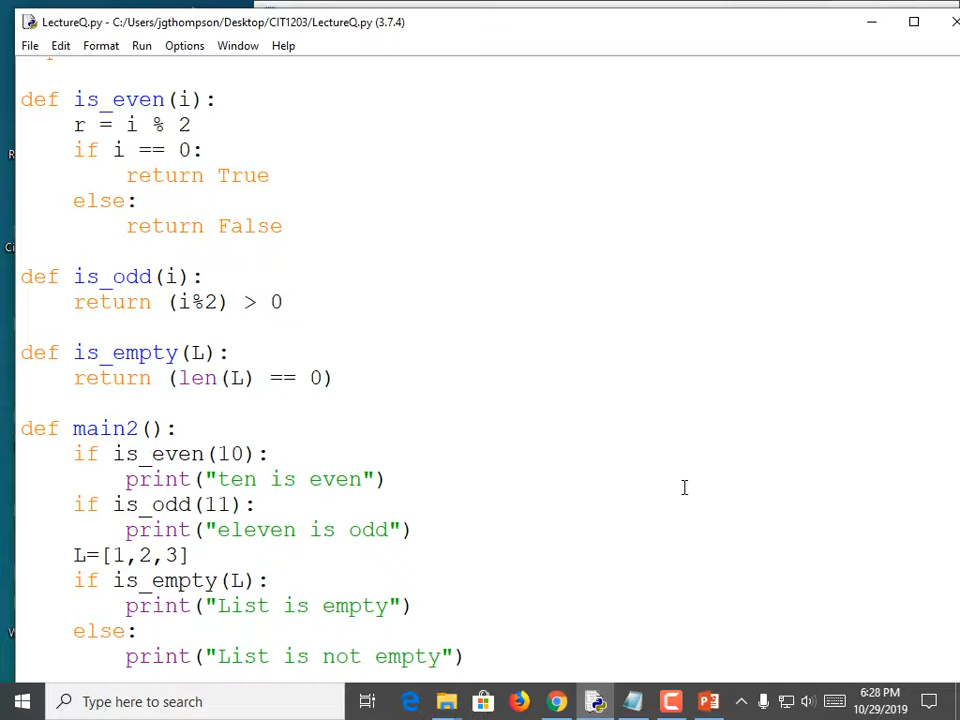 LectureQ.py - C:/Users/jgthompson/Desktop/CIT1203/LectureQ.py (3.7.4)
File Edit Format Run Options Window Help
def is_even(i):
    r = i % 2
    if i == 0:
        return True
    else:
        return False
def is_odd(i):
    return (i%2) > 0
def is_empty(L):
    return (len(L) == 0)
def main2():
    if is_even(10):
        print("ten is even")
    if is_odd(11):
        print("eleven is odd")
    L=[1,2,3]
    if is_empty(L):
        print("List is empty")
    else:
        print("List is not empty")
Type here to search
6:28 PM
10/29/2019